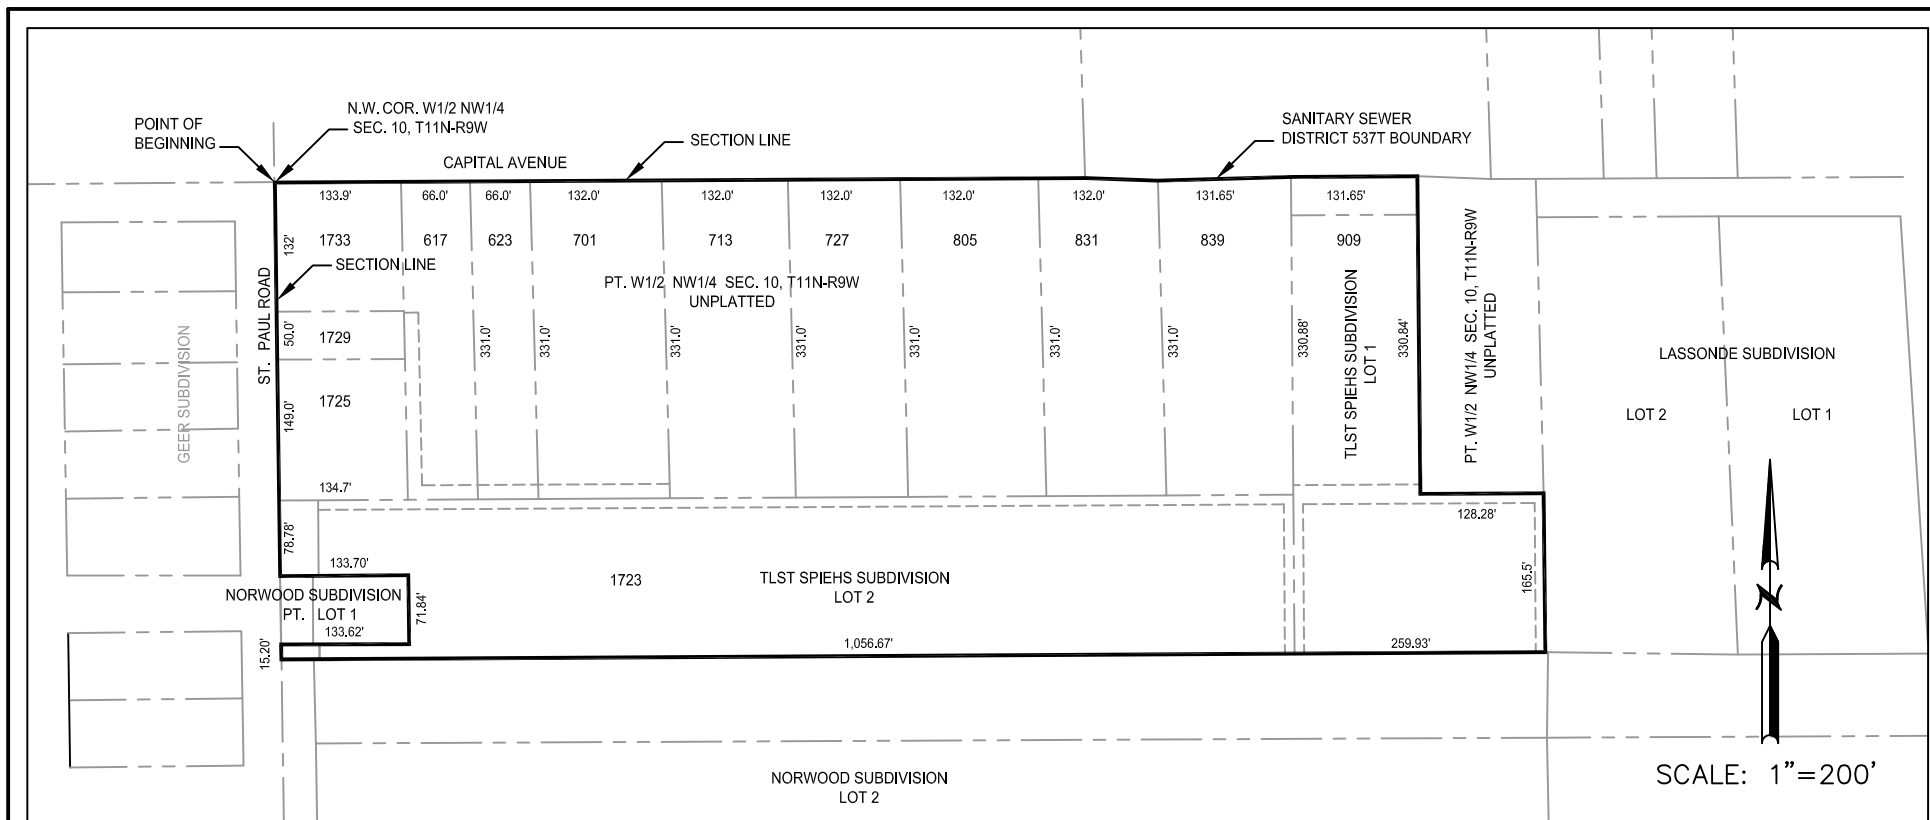 N.W. COR. W1/2 NW1/4
SEC. 10, T11N-R9W
POINT OF
BEGINNING
CAPITAL AVENUE
SECTION LINE
SANITARY SEWER
DISTRICT 537T BOUNDARY
133.9' 66.0' 66.0' 132.0' 132.0' 132.0' 132.0' 132.0' 131.65' 131.65'
132'
1733 617 623 701 713 727 805 831 839 909
SECTION LINE
PT. W1/2 NW1/4 SEC. 10, T11N-R9W
UNPLATTED
ST. PAUL ROAD
GEER SUBDIVISION
50.0'
1729
331.0' 331.0' 331.0' 331.0' 331.0' 331.0' 331.0' 330.88'
TLST SPIEHS SUBDIVISION
LOT 1
330.84'
PT. W1/2 NW1/4 SEC. 10, T11N-R9W
UNPLATTED
LASSONDE SUBDIVISION
LOT 2
LOT 1
149.0'
1725
134.7'
78.78'
128.28'
133.70'
1723
TLST SPIEHS SUBDIVISION
LOT 2
165.5'
NORWOOD SUBDIVISION
PT. LOT 1
133.62'
71.84'
15.20'
1,056.67'
259.93'
N
NORWOOD SUBDIVISION
LOT 2
SCALE: 1"=200'